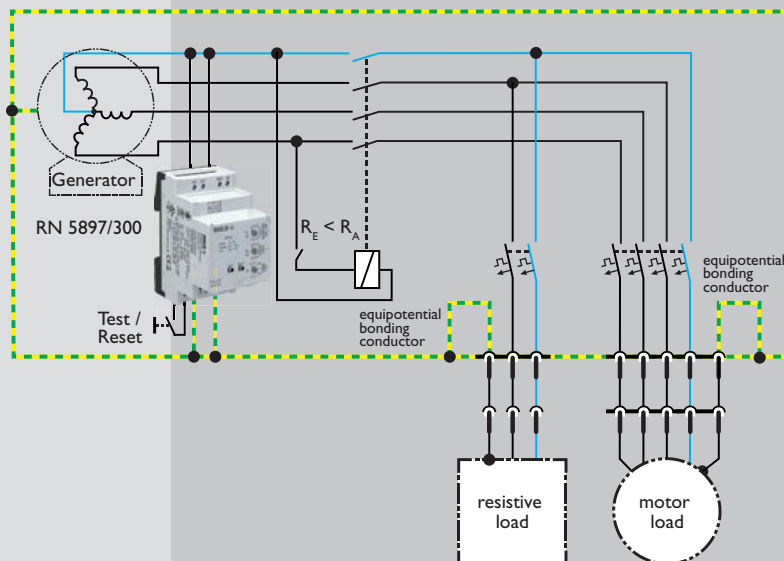 Generator
RN 5897/300
R_E < R_A
Test /
Reset
equipotential
bonding
conductor
equipotential
bonding
conductor
resistive
load
motor
load